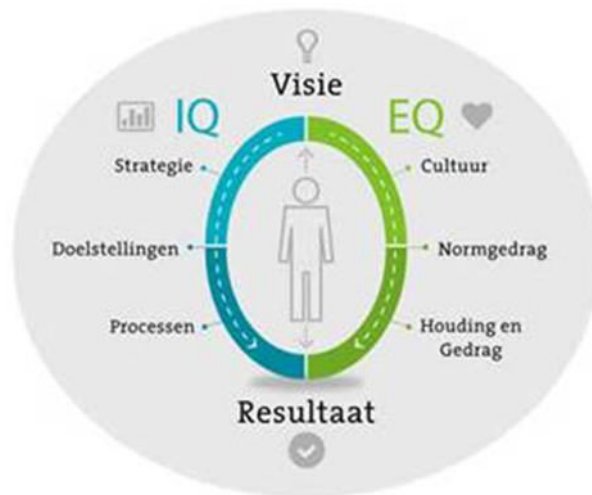 Visie
IQ
EQ
Strategie
Cultuur
Doelstellingen
Normgedrag
Processen
Houding en
Gedrag
Resultaat